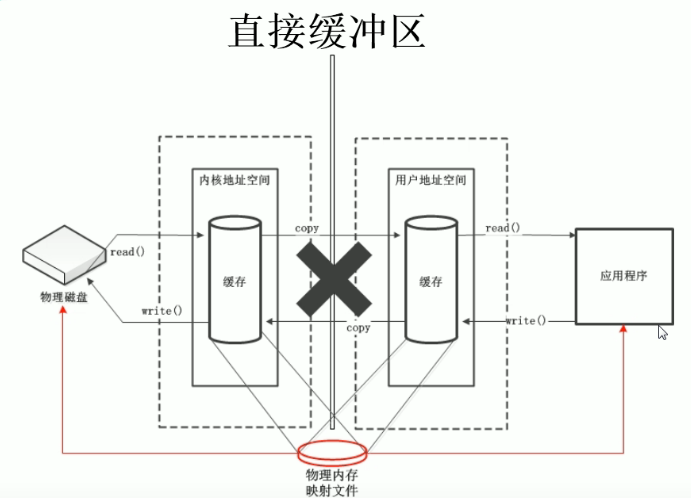 直接缓冲区
内核地址空间
用户地址空间
copy
read()
read()
缓存
缓存
应用程序
物理磁盘
write()
copy
write()
物理内存
映射文件